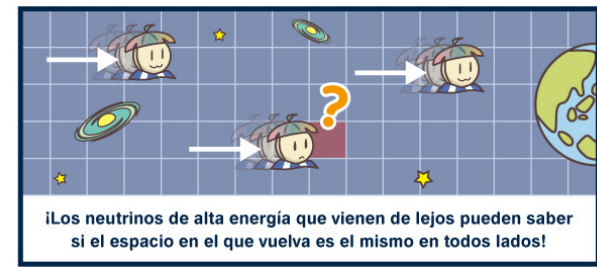 ?
¡Los neutrinos de alta energía que vienen de lejos pueden saber
si el espacio en el que vuelva es el mismo en todos lados!